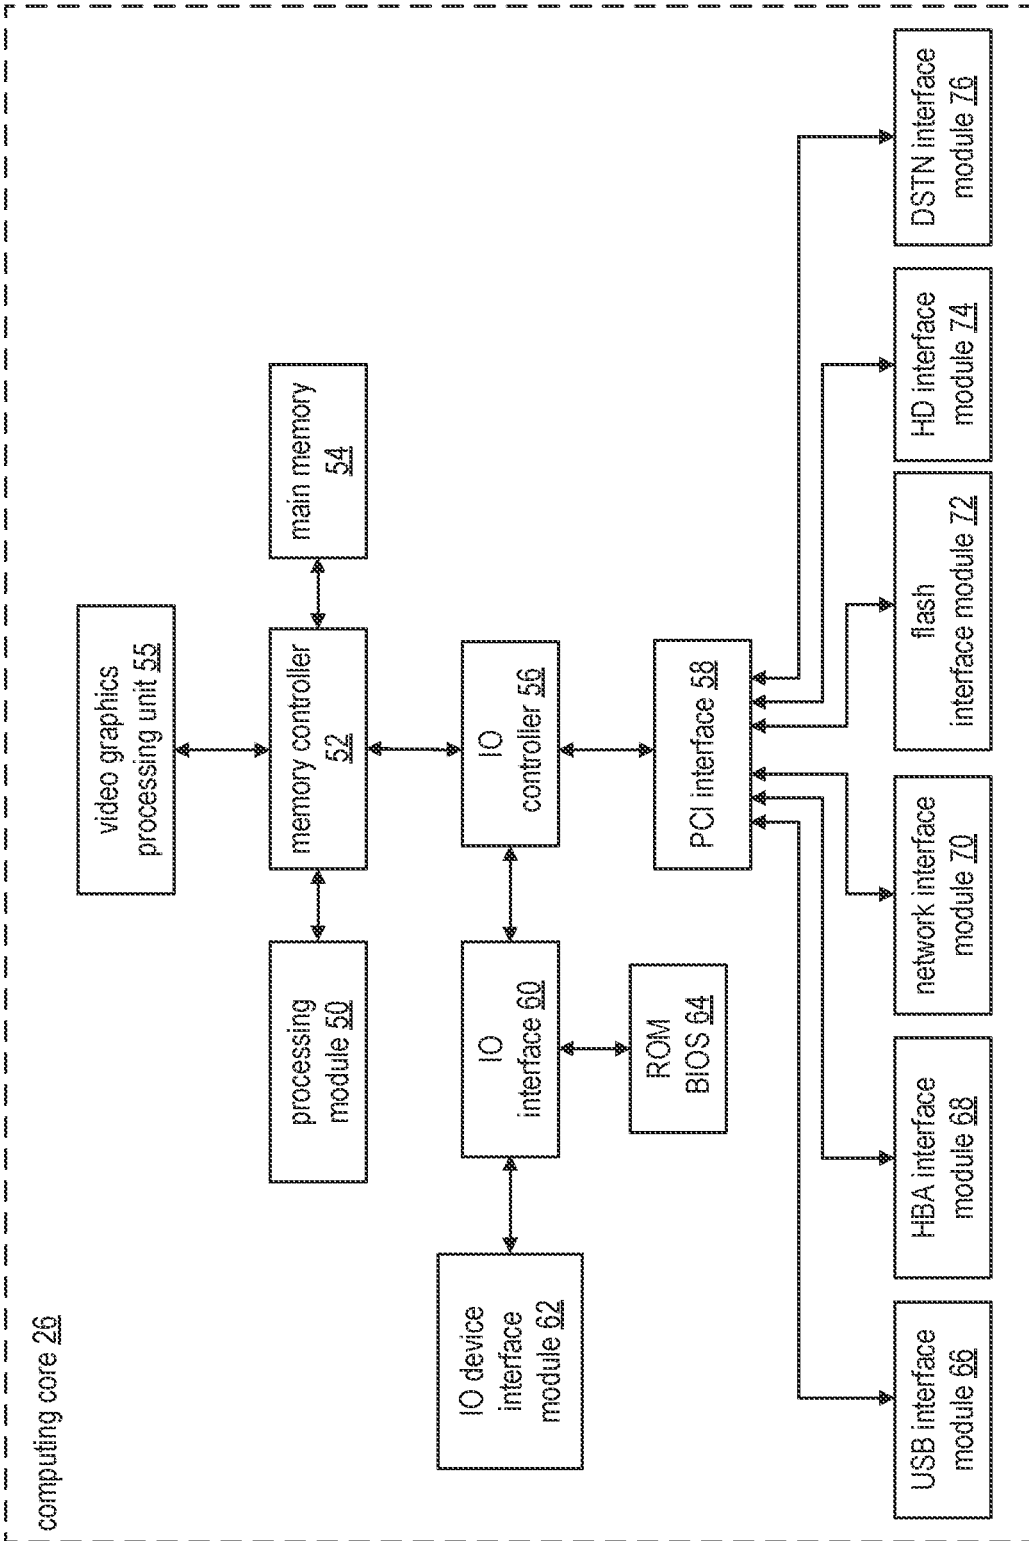 computing core 26
video graphics
processing unit 55
processing
module 50
memory controller
52
main memory
54
IO device
interface
module 62
IO
interface 60
IO
controller 56
ROM
BIOS 64
PCI interface 58
USB interface
module 66
HBA interface
module 68
network interface
module 70
flash
interface module 72
HD interface
module 74
DSTN interface
module 76